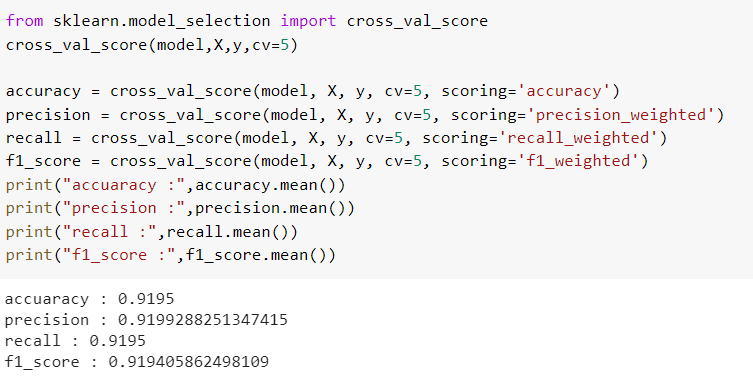 from sklearn.model_selection import cross_val_score
cross_val_score(model,X,y,cv=5)
accuracy = cross_val_score(model, X, y, cv=5, scoring='accuracy')
precision = cross_val_score(model, X, y, cv=5, scoring='precision_weighted')
recall = cross_val_score(model, X, y, cv=5, scoring='recall_weighted')
f1_score = cross_val_score(model, X, y, cv=5, scoring='f1_weighted')
print("accuaracy :",accuracy.mean())
print("precision :",precision.mean())
print("recall :",recall.mean())
print("f1_score :",f1_score.mean())
accuaracy : 0.9195
precision : 0.9199288251347415
recall : 0.9195
f1_score : 0.919405862498109